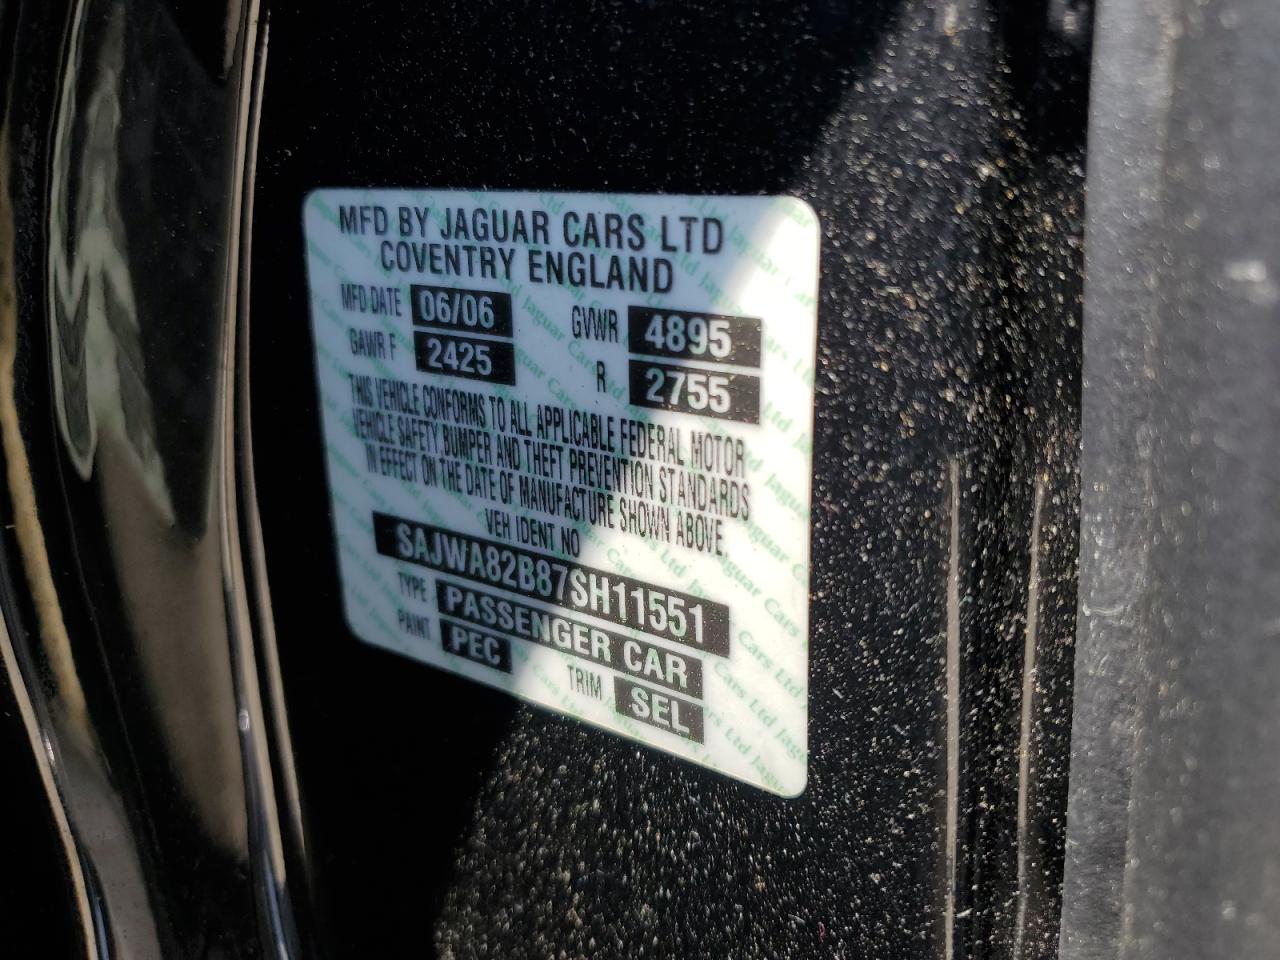 MFD BY JAGUAR CARS LTD
COVENTRY ENGLAND
MFD DATE 06/06 GVWR 4895
GAWR F 2425 R 2755
THIS VEHICLE CONFORMS TO ALL APPLICABLE FEDERAL MOTOR
VEHICLE SAFETY, BUMPER AND THEFT PREVENTION STANDARDS
IN EFFECT ON THE DATE OF MANUFACTURE SHOWN ABOVE.
VEH IDENT NO
SAJWA82B87SH11551
TYPE PASSENGER CAR
PAINT PEC TRIM SEL